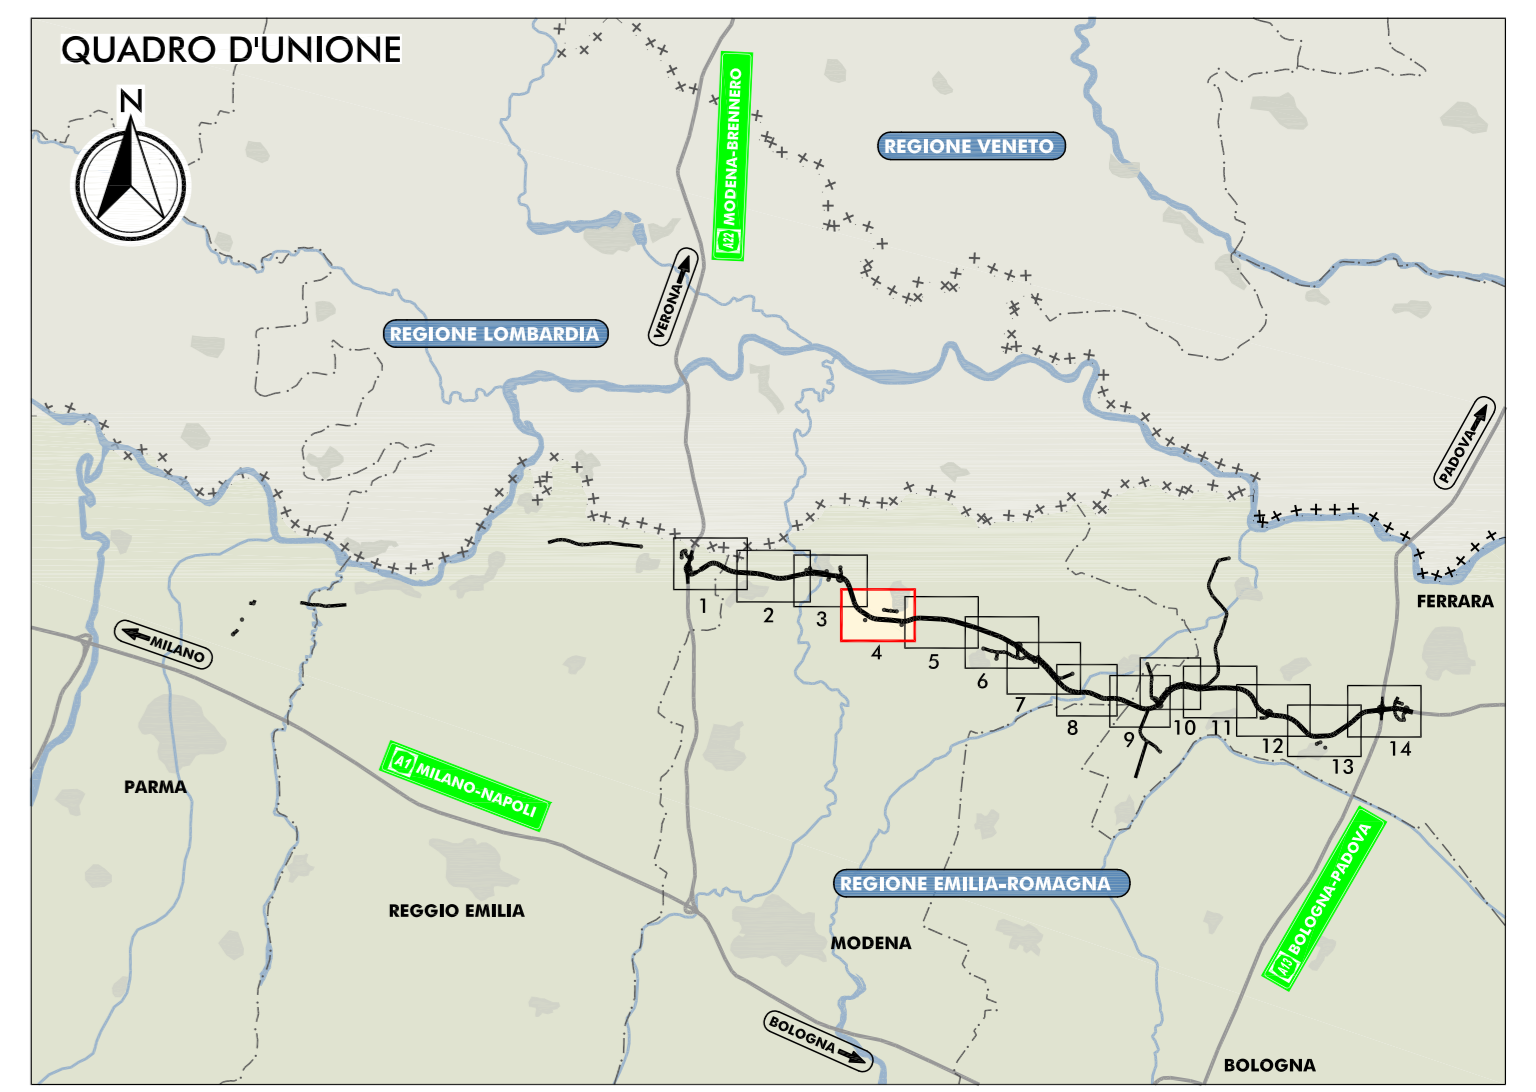 QUADRO D'UNIONE
N
A22 MODENA-BRENNERO
REGIONE VENETO
VERONA
REGIONE LOMBARDIA
PADOVA
FERRARA
1
2
3
4
5
6
7
8
9
10
11
12
13
14
MILANO
PARMA
A1 MILANO-NAPOLI
REGGIO EMILIA
REGIONE EMILIA-ROMAGNA
MODENA
A13 BOLOGNA-PADOVA
BOLOGNA
BOLOGNA